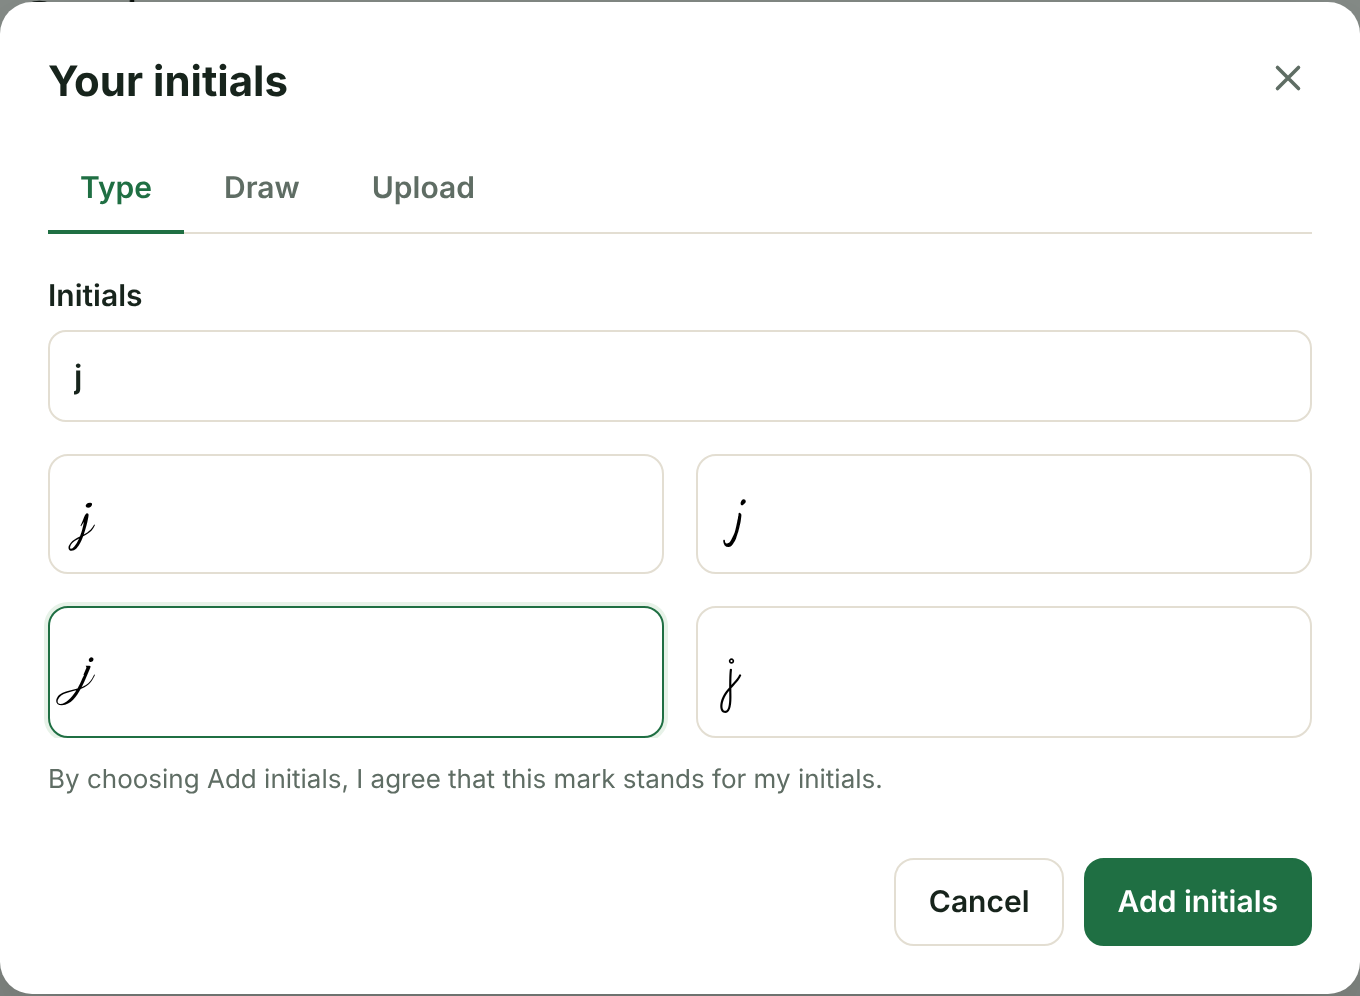 Your initials
Type Draw Upload
Initials
j
j j
j j
By choosing Add initials, I agree that this mark stands for my initials.
Cancel Add initials